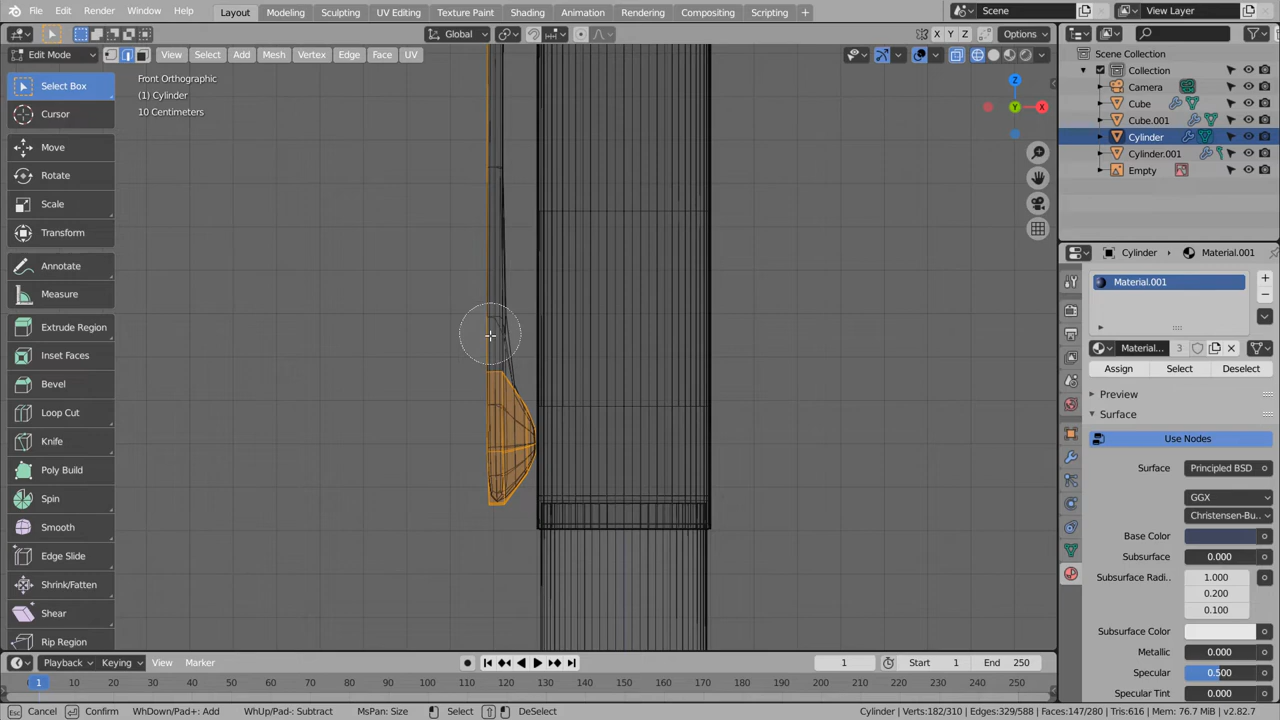 File Edit Render Window Help Layout Modeling Sculpting UV Editing Texture Paint Shading Animation Rendering Compositing Scripting + Scene View Layer
Global X Y Z Options
Edit Mode View Select Add Mesh Vertex Edge Face UV
Scene Collection
Collection
Camera
Cube
Cube.001
Cylinder
Cylinder.001
Empty
Select Box
Cursor
Move
Rotate
Scale
Transform
Annotate
Measure
Extrude Region
Inset Faces
Bevel
Loop Cut
Knife
Poly Build
Spin
Smooth
Edge Slide
Shrink/Fatten
Shear
Rip Region
Front Orthographic
(1) Cylinder
10 Centimeters
Z
Y
X
Cylinder > Material.001
Material.001
Material... 3
Assign Select Deselect
Preview
Surface
Use Nodes
Surface Principled BSD
GGX
Christensen-Bu...
Base Color
Subsurface 0.000
Subsurface Radi.. 1.000
0.200
0.100
Subsurface Color
Metallic 0.000
Specular 0.500
Specular Tint 0.000
Playback Keying View Marker 1 Start 1 End 250
1 10 20 30 40 50 60 70 80 90 100 110 120 130 140 150 160 170 180 190 200 210 220 230 240 250
Cancel Confirm WhDown/Pad+: Add WhUp/Pad-: Subtract MsPan: Size Select DeSelect Cylinder | Verts:182/310 | Edges:329/588 | Faces:147/280 | Tris:616 | Mem: 76.7 MiB | v2.82.7